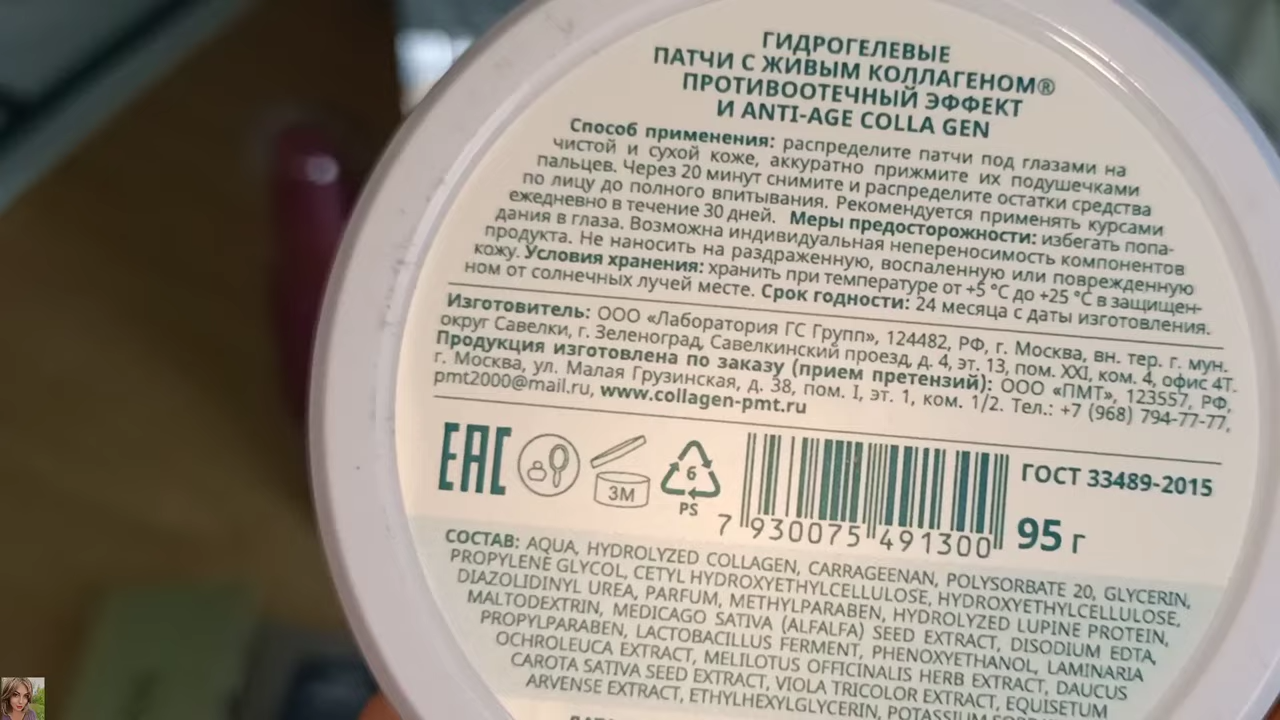 ГИДРОГЕЛЕВЫЕ
ПАТЧИ С ЖИВЫМ КОЛЛАГЕНОМ®
ПРОТИВООТЕЧНЫЙ ЭФФЕКТ
И ANTI-AGE COLLA GEN
Способ применения: распределите патчи под глазами на
чистой и сухой коже, аккуратно прижмите их подушечками
пальцев. Через 20 минут снимите и распределите остатки средства
по лицу до полного впитывания. Рекомендуется применять курсами
ежедневно в течение 30 дней. Меры предосторожности: избегать попа-
дания в глаза. Возможна индивидуальная непереносимость компонентов
продукта. Не наносить на раздраженную, воспаленную или поврежденную
кожу. Условия хранения: хранить при температуре от +5 °C до +25 °C в защищен-
ном от солнечных лучей месте. Срок годности: 24 месяца с даты изготовления.
Изготовитель: ООО «Лаборатория ГС Групп», 124482, РФ, г. Москва, вн. тер. г. мун.
округ Савелки, г. Зеленоград, Савелкинский проезд, д. 4, эт. 13, пом. XXI, ком. 4, офис 4Т.
Продукция изготовлена по заказу (прием претензий): ООО «ПМТ», 123557, РФ,
г. Москва, ул. Малая Грузинская, д. 38, пом. I, эт. 1, ком. 1/2. Тел.: +7 (968) 794-77-77,
pmt2000@mail.ru, www.collagen-pmt.ru
EAC
3M
6
PS
7 930075 491300
ГОСТ 33489-2015
95 г
СОСТАВ: AQUA, HYDROLYZED COLLAGEN, CARRAGEENAN, POLYSORBATE 20, GLYCERIN,
PROPYLENE GLYCOL, CETYL HYDROXYETHYLCELLULOSE, HYDROXYETHYLCELLULOSE,
DIAZOLIDINYL UREA, PARFUM, METHYLPARABEN, HYDROLYZED LUPINE PROTEIN,
MALTODEXTRIN, MEDICAGO SATIVA (ALFALFA) SEED EXTRACT, DISODIUM EDTA,
PROPYLPARABEN, LACTOBACILLUS FERMENT, PHENOXYETHANOL, LAMINARIA
OCHROLEUCA EXTRACT, MELILOTUS OFFICINALIS HERB EXTRACT, DAUCUS
CAROTA SATIVA SEED EXTRACT, VIOLA TRICOLOR EXTRACT, EQUISETUM
ARVENSE EXTRACT, ETHYLHEXYLGLYCERIN, POTASSIUM